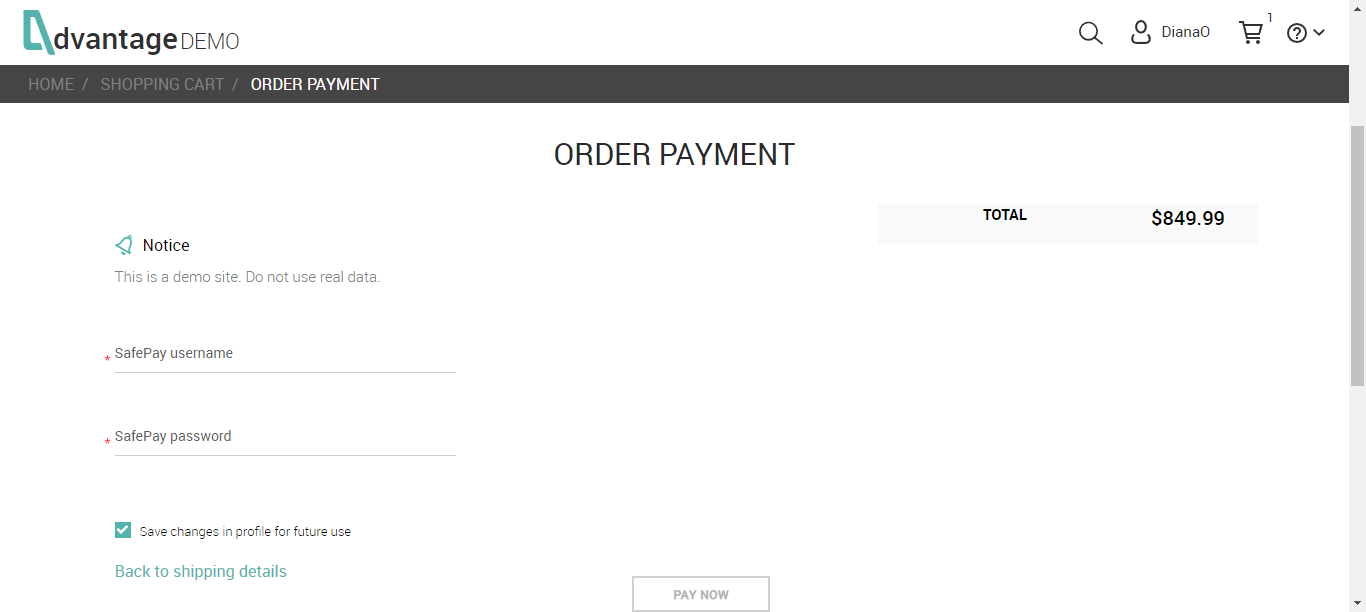 dvantage DEMO
DianaO
1
HOME / SHOPPING CART / ORDER PAYMENT
ORDER PAYMENT
TOTAL $849.99
Notice
This is a demo site. Do not use real data.
* SafePay username
* SafePay password
Save changes in profile for future use
Back to shipping details
PAY NOW